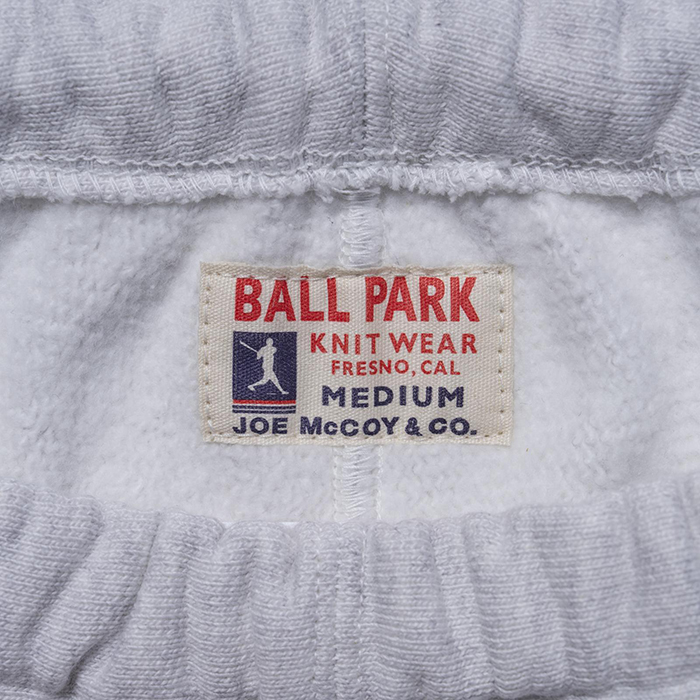 BALL PARK
KNIT WEAR
FRESNO, CAL
MEDIUM
JOE McCOY & CO.